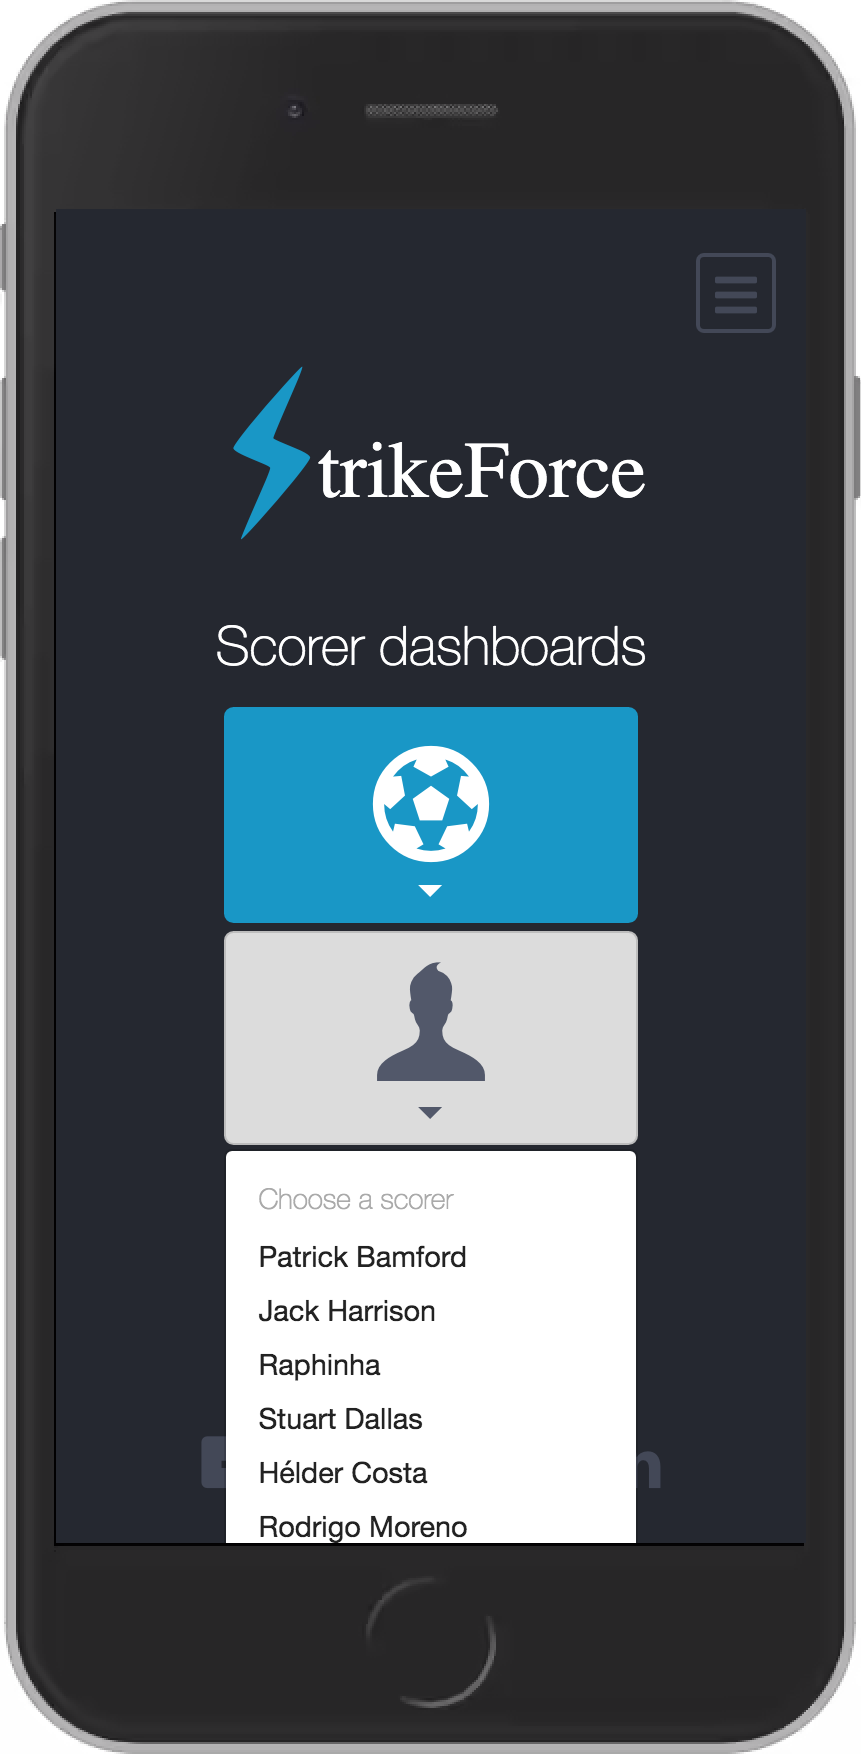 trikeForce
Scorer dashboards
Choose a scorer
Patrick Bamford
Jack Harrison
Raphinha
Stuart Dallas
Hélder Costa
Rodrigo Moreno